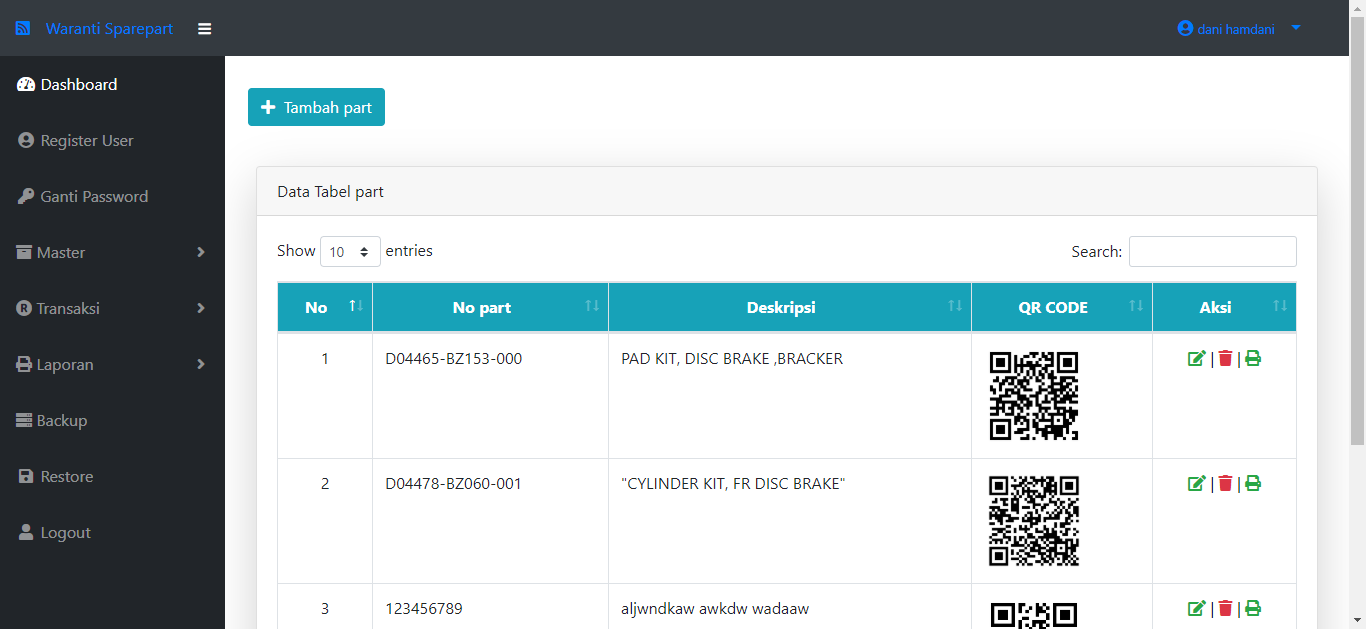 Waranti Sparepart
dani hamdani
Dashboard
Register User
Ganti Password
Master
Transaksi
Laporan
Backup
Restore
Logout
Tambah part
Data Tabel part
Show 10 entries
Search:
No No part Deskripsi QR CODE Aksi
1 D04465-BZ153-000 PAD KIT, DISC BRAKE ,BRACKER | |
2 D04478-BZ060-001 "CYLINDER KIT, FR DISC BRAKE" | |
3 123456789 aljwndkaw awkdw wadaaw | |